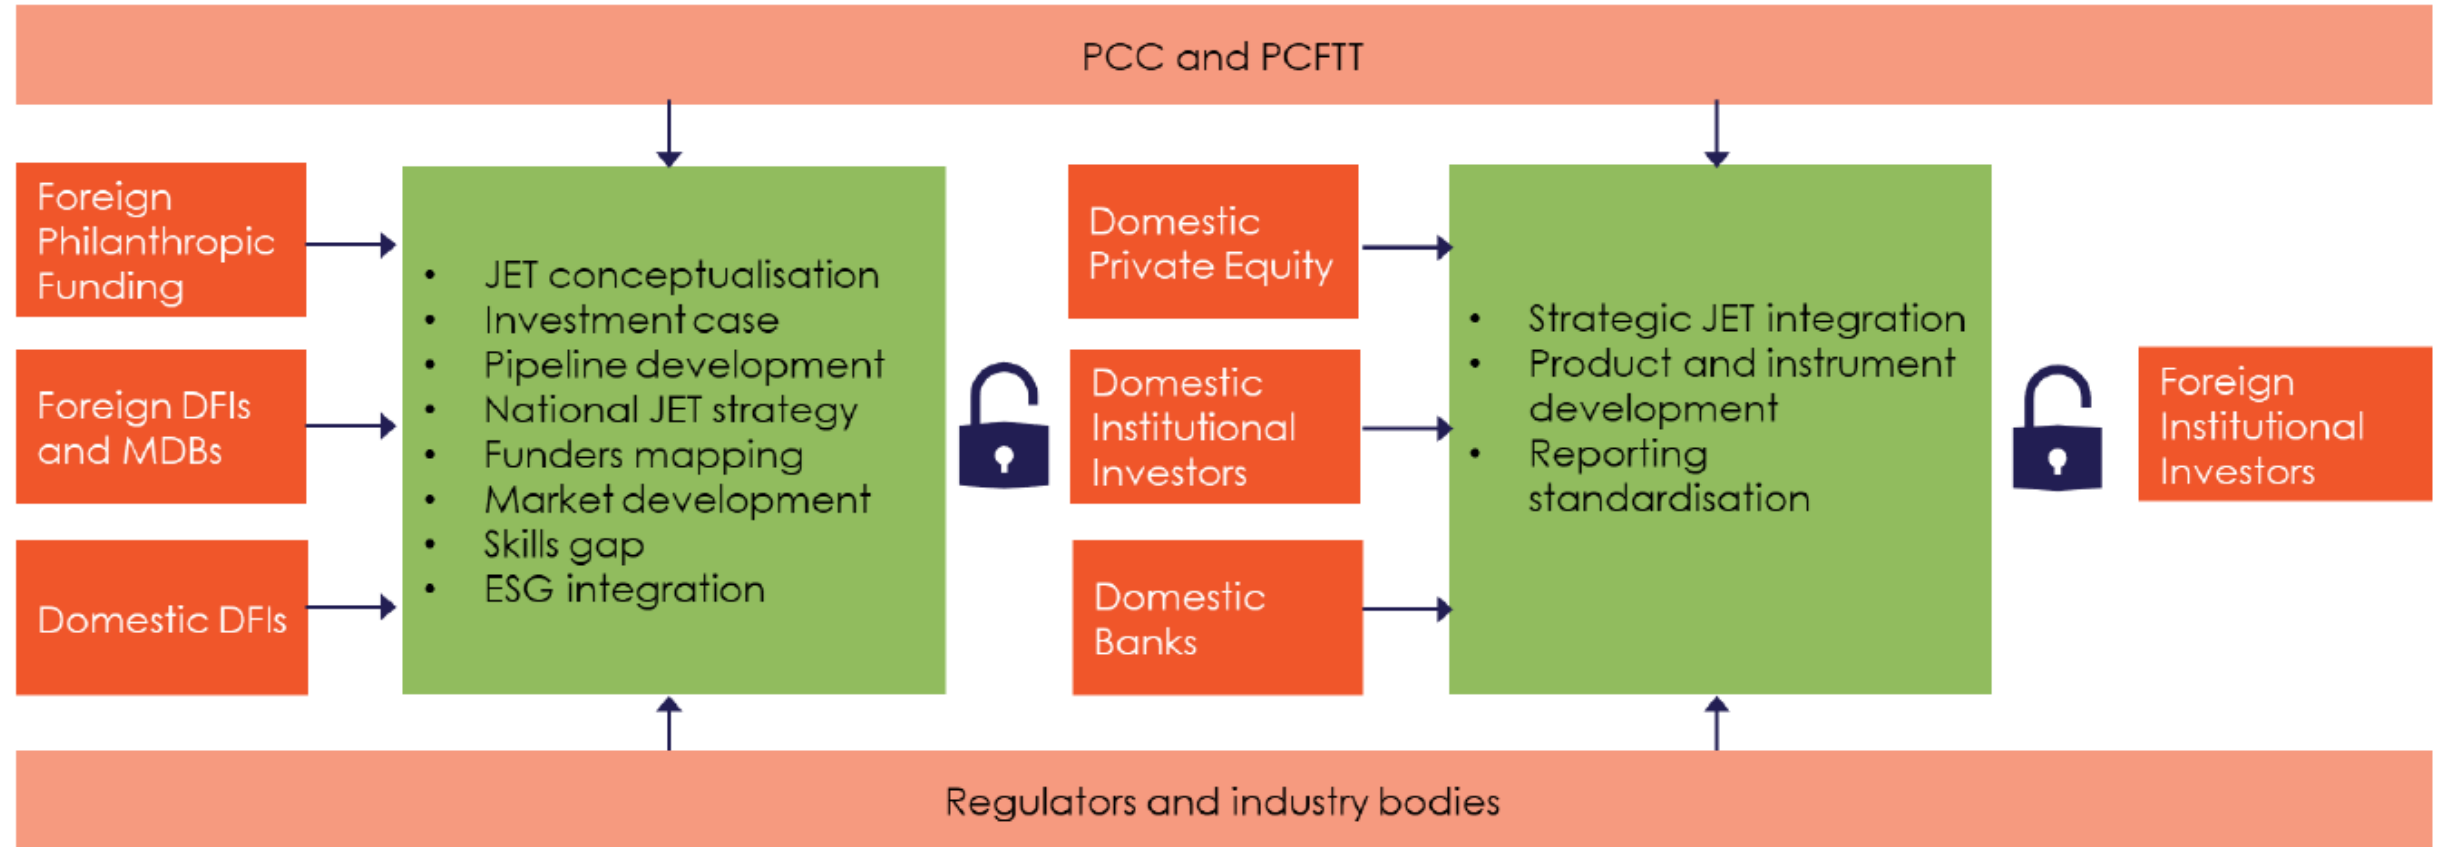 PCC and PCFTT
Foreign
Philanthropic
Funding
Foreign DFIs
and MDBs
Domestic DFIs
• JET conceptualisation
• Investment case
• Pipeline development
• National JET strategy
• Funders mapping
• Market development
• Skills gap
• ESG integration
Domestic
Private Equity
Domestic
Institutional
Investors
Domestic
Banks
• Strategic JET integration
• Product and instrument
development
• Reporting
standardisation
Foreign
Institutional
Investors
Regulators and industry bodies